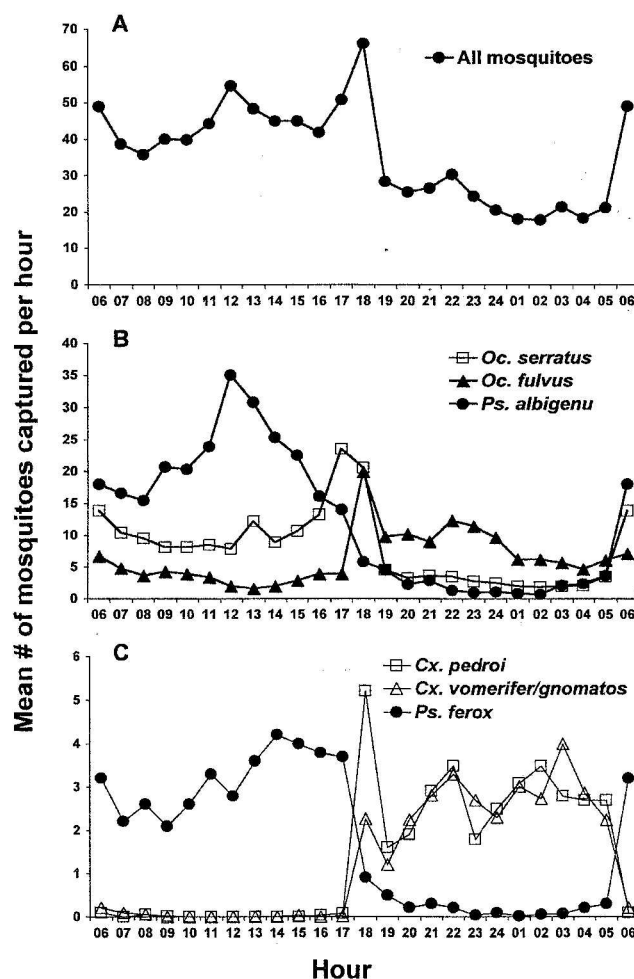 Mean # of mosquitoes captured per hour
A
All mosquitoes
70
60
50
40
30
20
10
0
06 07 08 09 10 11 12 13 14 15 16 17 18 19 20 21 22 23 24 01 02 03 04 05 06
B
Oc. serratus
Oc. fulvus
Ps. albigenu
40
35
30
25
20
15
10
5
0
06 07 08 09 10 11 12 13 14 15 16 17 18 19 20 21 22 23 24 01 02 03 04 05 06
C
Cx. pedroi
Cx. vomerifer/gnomatos
Ps. ferox
6
5
4
3
2
1
0
06 07 08 09 10 11 12 13 14 15 16 17 18 19 20 21 22 23 24 01 02 03 04 05 06
Hour